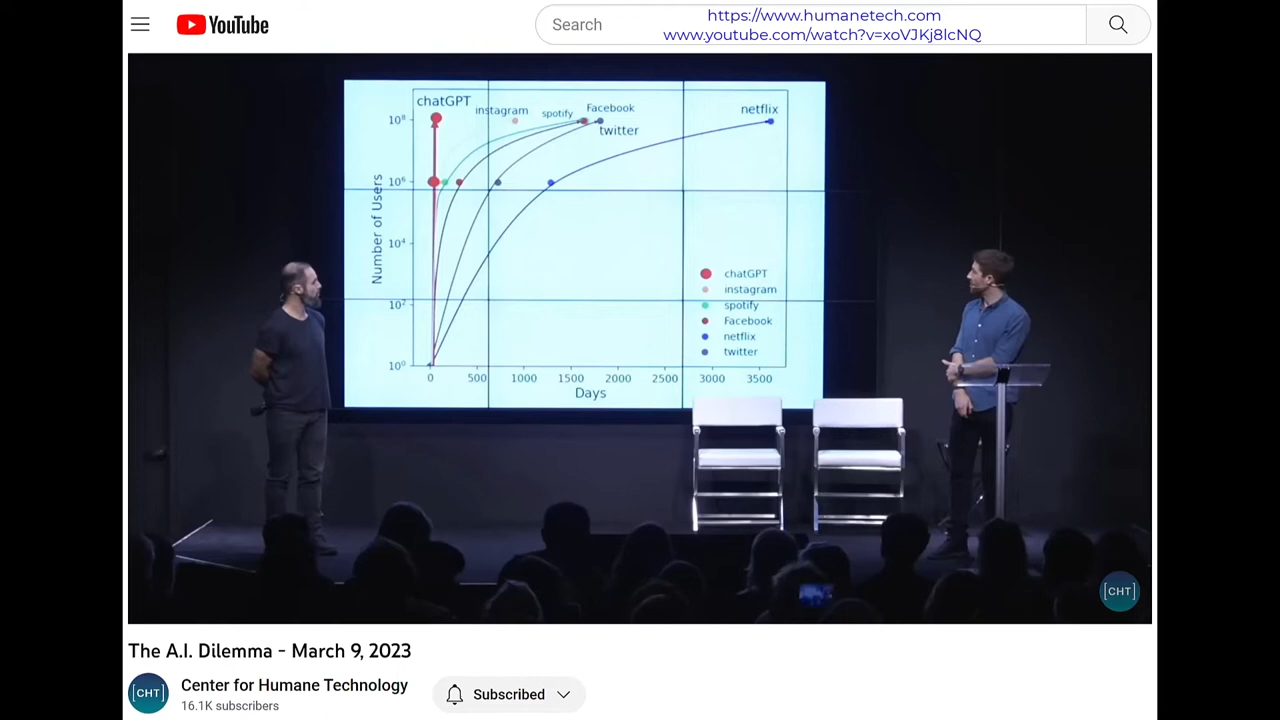 YouTube
Search
https://www.humanetech.com
www.youtube.com/watch?v=xoVJKj8lcNQ
chatGPT
instagram
spotify
Facebook
twitter
netflix
Number of Users
10⁸
10⁶
10⁴
10²
10⁰
0 500 1000 1500 2000 2500 3000 3500
Days
chatGPT
instagram
spotify
Facebook
netflix
twitter
[CHT]
The A.I. Dilemma - March 9, 2023
[CHT]
Center for Humane Technology
16.1K subscribers
Subscribed